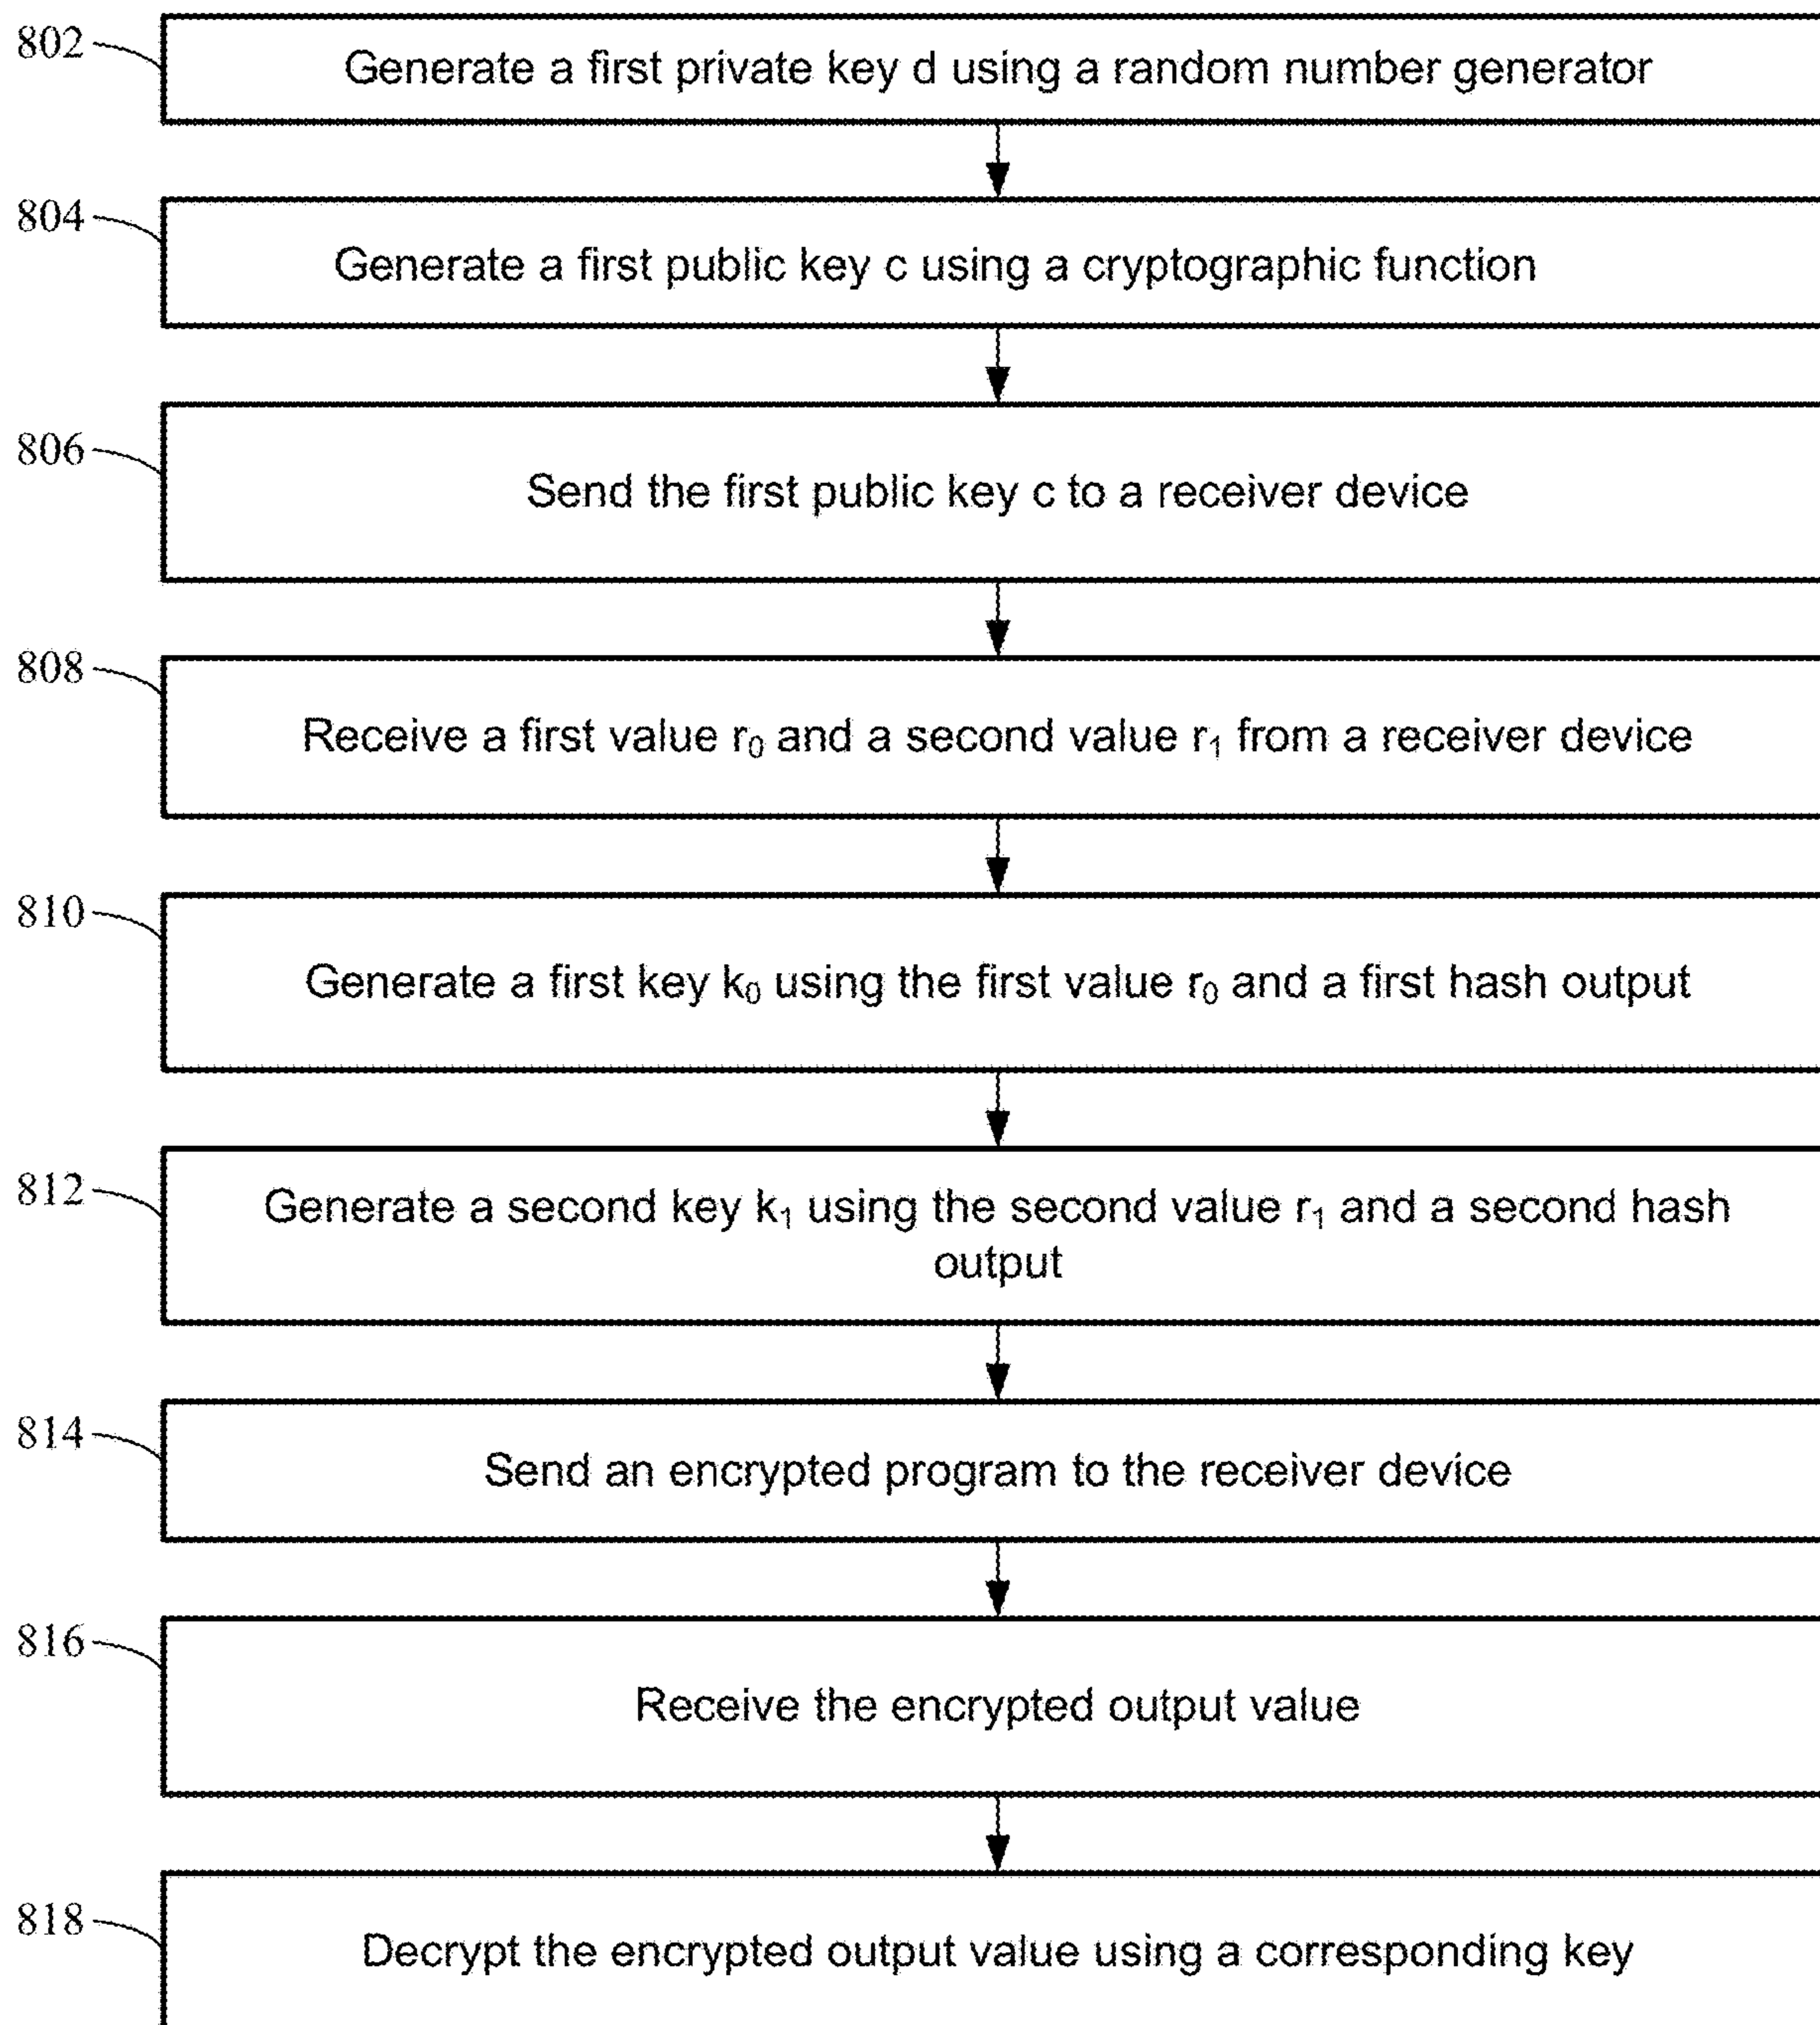 802
Generate a first private key d using a random number generator
804
Generate a first public key c using a cryptographic function
806
Send the first public key c to a receiver device
808
Receive a first value r₀ and a second value r₁ from a receiver device
810
Generate a first key k₀ using the first value r₀ and a first hash output
812
Generate a second key k₁ using the second value r₁ and a second hash
output
814
Send an encrypted program to the receiver device
816
Receive the encrypted output value
818
Decrypt the encrypted output value using a corresponding key